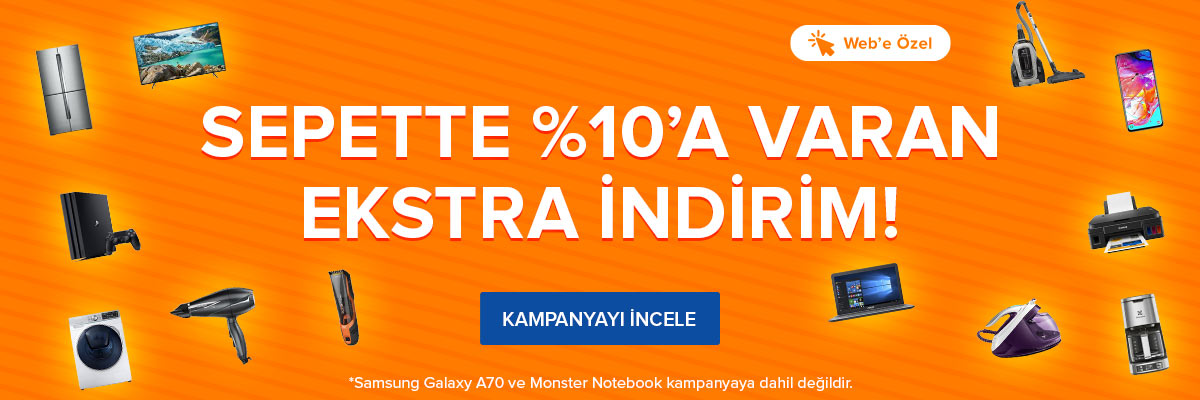 Web'e Özel
SEPETTE %10'A VARAN
EKSTRA İNDİRİM!
KAMPANYAYI İNCELE
*Samsung Galaxy A70 ve Monster Notebook kampanyaya dahil değildir.